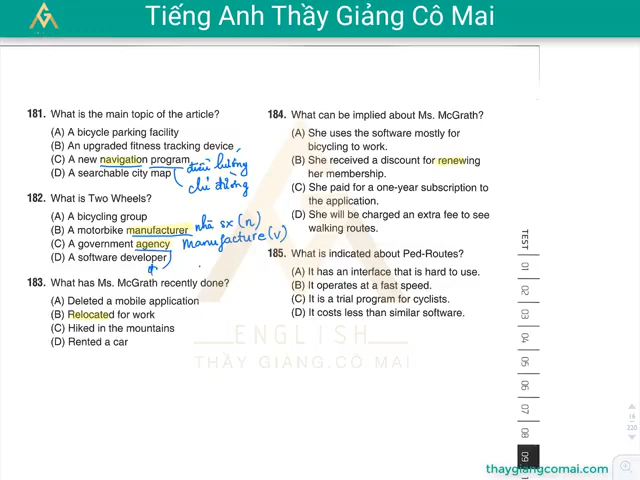 Tiếng Anh Thầy Giảng Cô Mai
181. What is the main topic of the article?
(A) A bicycle parking facility
(B) An upgraded fitness tracking device
(C) A new navigation program
(D) A searchable city map
điều hướng
chỉ đường
182. What is Two Wheels?
(A) A bicycling group
(B) A motorbike manufacturer
nhà sx (n)
(C) A government agency
manufacture (v)
(D) A software developer
183. What has Ms. McGrath recently done?
(A) Deleted a mobile application
(B) Relocated for work
(C) Hiked in the mountains
(D) Rented a car
184. What can be implied about Ms. McGrath?
(A) She uses the software mostly for
bicycling to work.
(B) She received a discount for renewing
her membership.
(C) She paid for a one-year subscription to
the application.
(D) She will be charged an extra fee to see
walking routes.
185. What is indicated about Ped-Routes?
(A) It has an interface that is hard to use.
(B) It operates at a fast speed.
(C) It is a trial program for cyclists.
(D) It costs less than similar software.
ENGLISH
THẦY GIẢNG.CÔ MAI
TEST
01
02
03
04
05
06
07
08
09
16
220
thaygiangcomai.com